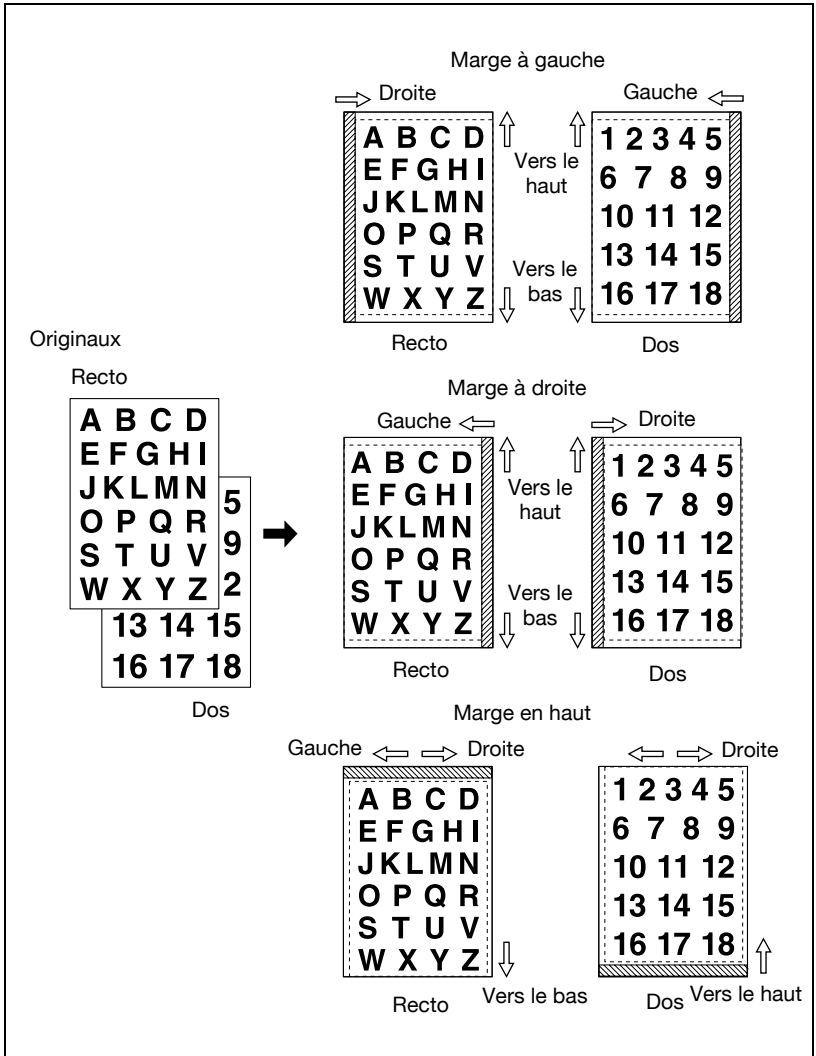 Marge à gauche
Droite
Gauche
A B C D
E F G H I
J K L M N
O P Q R
S T U V
W X Y Z
Vers le
haut
Vers le
bas
1 2 3 4 5
6 7 8 9
10 11 12
13 14 15
16 17 18
Recto
Dos
Originaux
Recto
A B C D
E F G H I
J K L M N
O P Q R
S T U V
W X Y Z
5
9
2
13 14 15
16 17 18
Dos
Marge à droite
Gauche
Droite
A B C D
E F G H I
J K L M N
O P Q R
S T U V
W X Y Z
Vers le
haut
Vers le
bas
1 2 3 4 5
6 7 8 9
10 11 12
13 14 15
16 17 18
Recto
Dos
Marge en haut
Gauche
Droite
Droite
A B C D
E F G H I
J K L M N
O P Q R
S T U V
W X Y Z
1 2 3 4 5
6 7 8 9
10 11 12
13 14 15
16 17 18
Recto
Vers le bas
Dos
Vers le haut